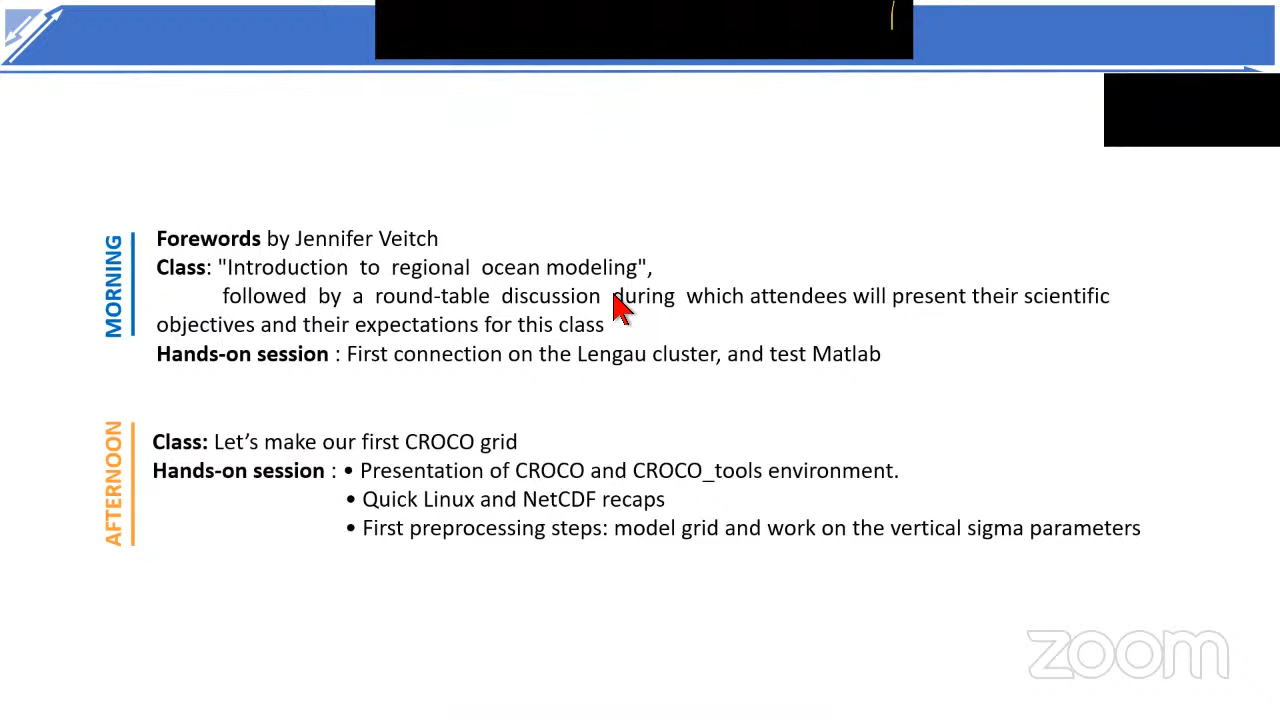 MORNING
Forewords by Jennifer Veitch
Class: "Introduction to regional ocean modeling",
followed by a round-table discussion during which attendees will present their scientific
objectives and their expectations for this class
Hands-on session : First connection on the Lengau cluster, and test Matlab
AFTERNOON
Class: Let’s make our first CROCO grid
Hands-on session : • Presentation of CROCO and CROCO_tools environment.
• Quick Linux and NetCDF recaps
• First preprocessing steps: model grid and work on the vertical sigma parameters
zoom